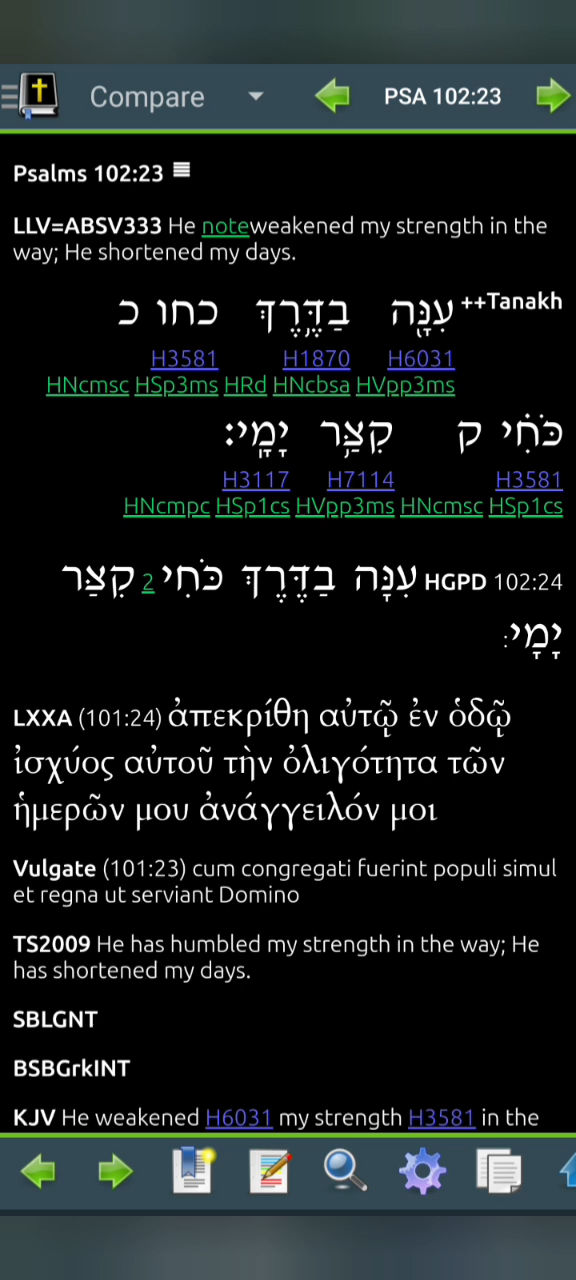 Compare
PSA 102:23
Psalms 102:23
LLV=ABSV333 He noteweakened my strength in the
way; He shortened my days.
++Tanakh עִנָּ֖ה בַדֶּ֥רֶךְ כחו כ
H6031 H1870 H3581
HNcmsc HSp3ms HRd HNcbsa HVpp3ms
כֹּחִ֗י ק קִצַּ֥ר יָמָֽי׃
H3581 H7114 H3117
HNcmpc HSp1cs HVpp3ms HNcmsc HSp1cs
HGPD 102:24 עִנָּה בַדֶּרֶךְ כֹּחִי 2 קִצַּר
יָמָי׃
LXXA (101:24) ἀπεκρίθη αὐτῷ ἐν ὁδῷ
ἰσχύος αὐτοῦ τὴν ὀλιγότητα τῶν
ἡμερῶν μου ἀνάγγειλόν μοι
Vulgate (101:23) cum congregati fuerint populi simul
et regna ut serviant Domino
TS2009 He has humbled my strength in the way; He
has shortened my days.
SBLGNT
BSBGrkINT
KJV He weakened H6031 my strength H3581 in the